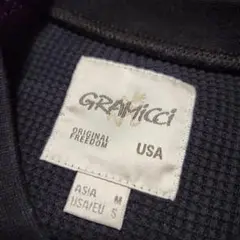 GRAMICCI
ORIGINAL
FREEDOM
USA
ASIA M
USA/EU S